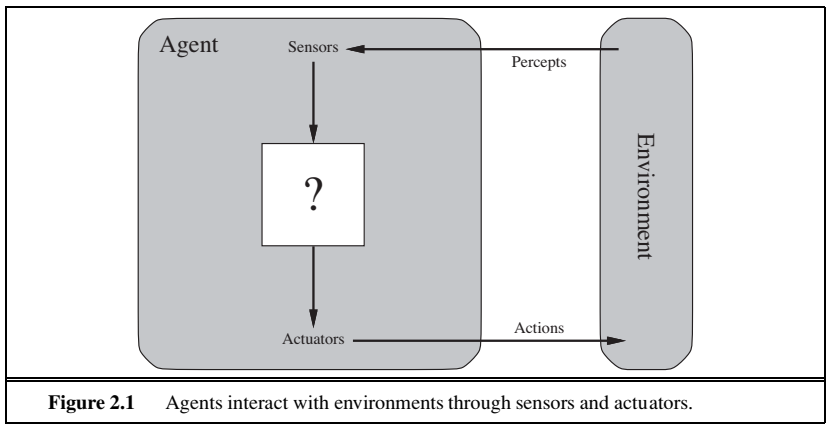 Agent
Sensors
Percepts
?
Environment
Actuators
Actions
Figure 2.1 Agents interact with environments through sensors and actuators.